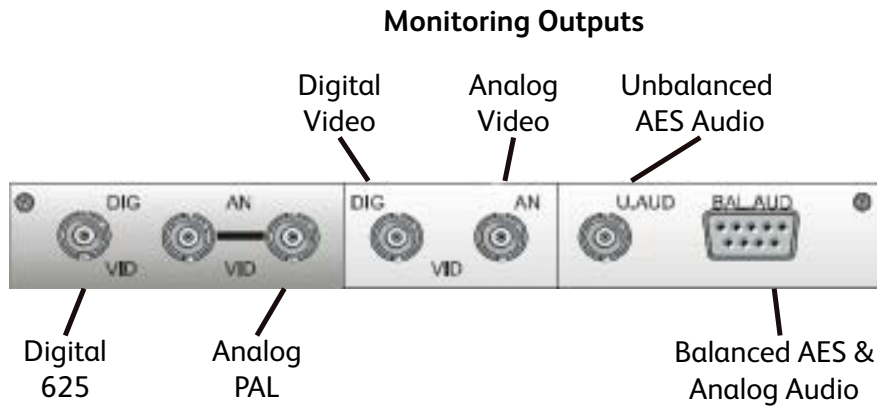 Monitoring Outputs
Digital
Video
Analog
Video
Unbalanced
AES Audio
DIG
AN
DIG
AN
U.AUD
BAL.AUD
VID
VID
VID
Digital
625
Analog
PAL
Balanced AES &
Analog Audio